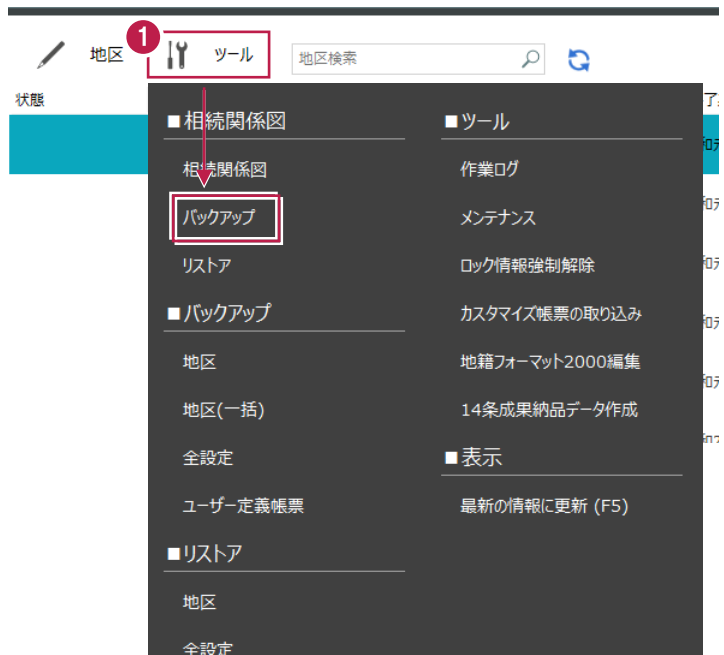 地区
1
ツール
地区検索
状態
■相続関係図
相続関係図
バックアップ
リストア
■バックアップ
地区
地区(一括)
全設定
ユーザー定義帳票
■リストア
地区
全設定
■ツール
作業ログ
メンテナンス
ロック情報強制解除
カスタマイズ帳票の取り込み
地籍フォーマット2000編集
14条成果納品データ作成
■表示
最新の情報に更新 (F5)